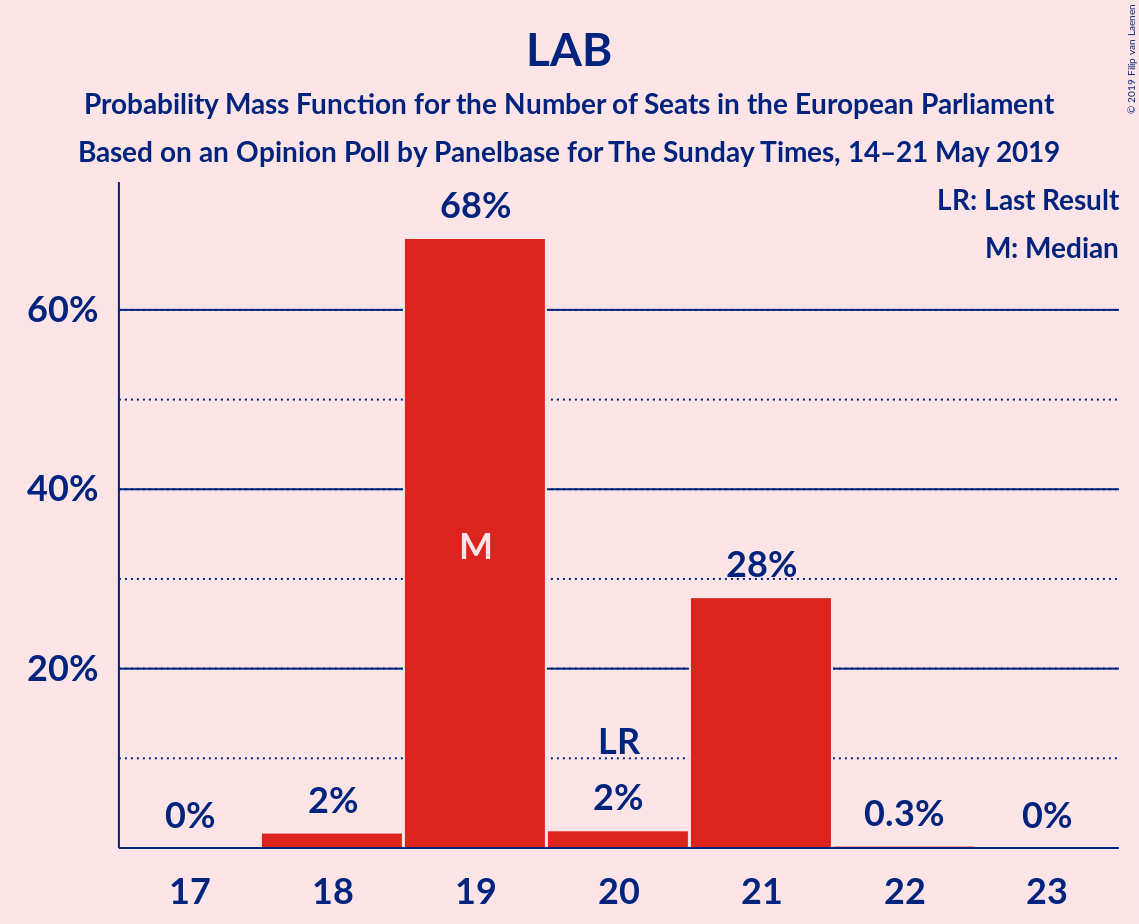 LAB
Probability Mass Function for the Number of Seats in the European Parliament
Based on an Opinion Poll by Panelbase for The Sunday Times, 14–21 May 2019
© 2019 Filip van Laenen
LR: Last Result
M: Median
68%
60%
40%
M
28%
20%
LR
2%
2%
0%
0.3%
0%
17 18 19 20 21 22 23